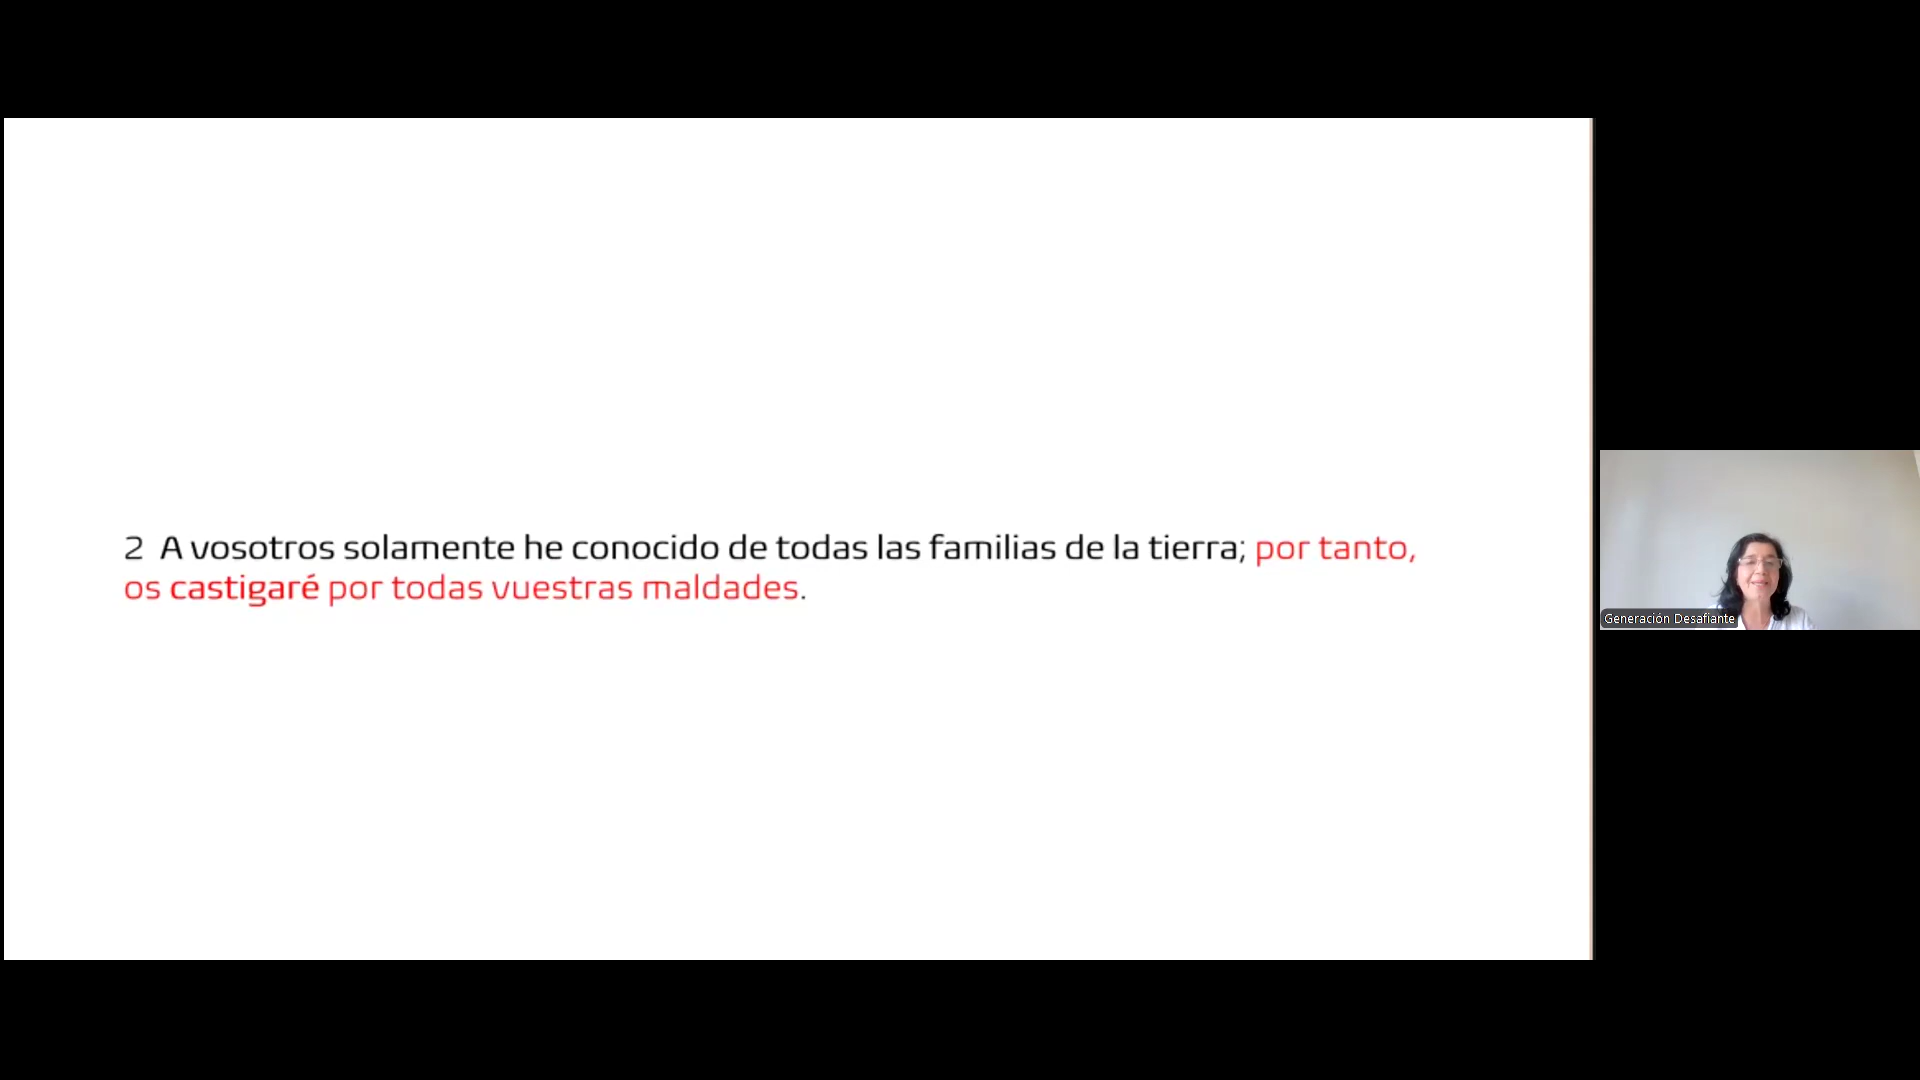 2 A vosotros solamente he conocido de todas las familias de la tierra; por tanto,
os castigaré por todas vuestras maldades.
Generación Desafiante